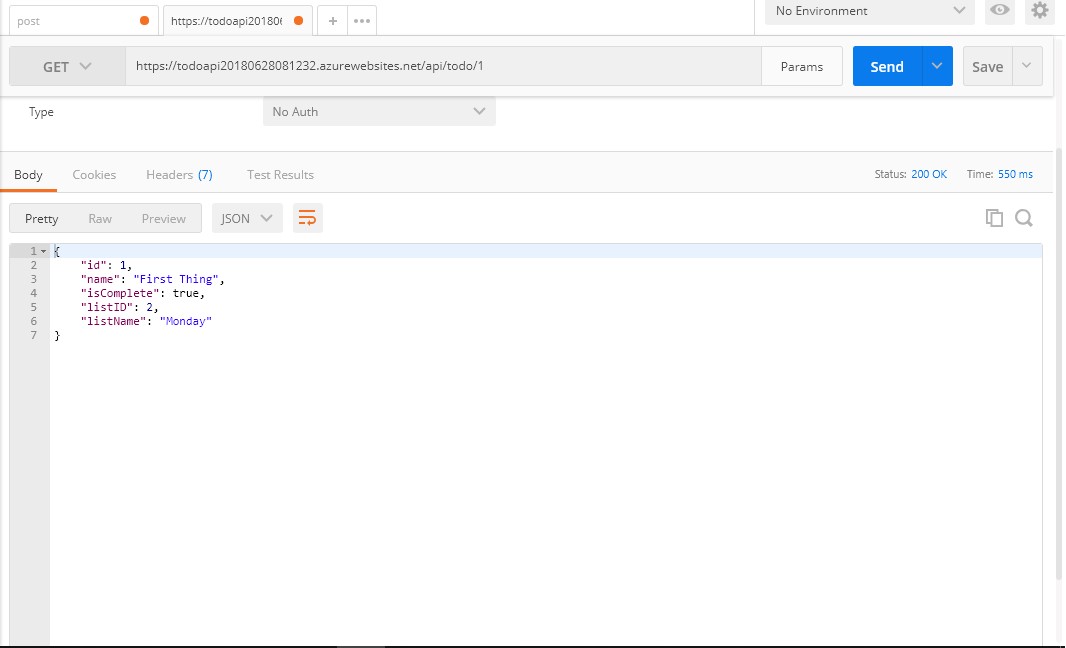 post
https://todoapi20180
+
No Environment
GET
https://todoapi20180628081232.azurewebsites.net/api/todo/1
Params
Send
Save
Type
No Auth
Body
Cookies
Headers (7)
Test Results
Status: 200 OK
Time: 550 ms
Pretty
Raw
Preview
JSON
1 {
2 "id": 1,
3 "name": "First Thing",
4 "isComplete": true,
5 "listID": 2,
6 "listName": "Monday"
7 }